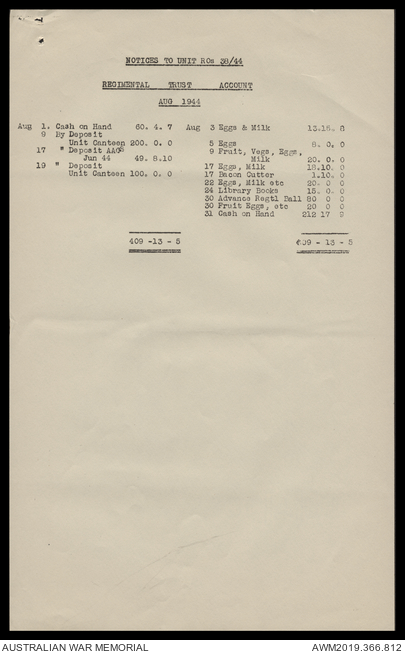 NOTICES TO UNIT ROs 38/44
REGIMENTAL TRUST ACCOUNT
AUG 1944
Aug 1. Cash on Hand 60. 4. 7 Aug 3 Eggs & Milk 13.15. 8
9 By Deposit
Unit Canteen 200. 0. 0 5 Eggs 8. 0. 0
17 " Deposit AACS 9 Fruit, Vegs, Eggs,
Jun 44 49. 8.10 Milk 20. 0. 0
19 " Deposit 17 Eggs, Milk 18.10. 0
Unit Canteen 100. 0. 0 17 Bacon Cutter 1.10. 0
22 Eggs, Milk etc 20. 0. 0
24 Library Books 15. 0. 0
30 Advance Regtl Ball 80 0 0
30 Fruit Eggs, etc 20 0 0
31 Cash on Hand 212 17 9
409 -13 - 5 409 - 13 - 5
AUSTRALIAN WAR MEMORIAL AWM2019.366.812